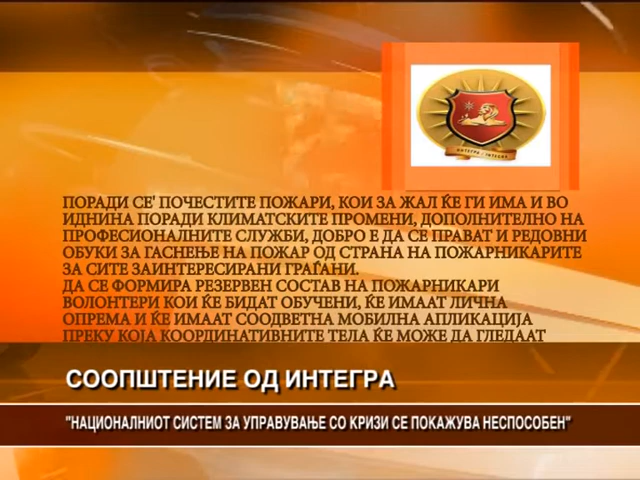 ИНТЕГРА - INTEGRA
ПОРАДИ СЕ' ПОЧЕСТИТЕ ПОЖАРИ, КОИ ЗА ЖАЛ ЌЕ ГИ ИМА И ВО
ИДНИНА ПОРАДИ КЛИМАТСКИТЕ ПРОМЕНИ, ДОПОЛНИТЕЛНО НА
ПРОФЕСИОНАЛНИТЕ СЛУЖБИ, ДОБРО Е ДА СЕ ПРАВАТ И РЕДОВНИ
ОБУКИ ЗА ГАСНЕЊЕ НА ПОЖАР ОД СТРАНА НА ПОЖАРНИКАРИТЕ
ЗА СИТЕ ЗАИНТЕРЕСИРАНИ ГРАЃАНИ.
ДА СЕ ФОРМИРА РЕЗЕРВЕН СОСТАВ НА ПОЖАРНИКАРИ
ВОЛОНТЕРИ КОИ ЌЕ БИДАТ ОБУЧЕНИ, ЌЕ ИМААТ ЛИЧНА
ОПРЕМА И ЌЕ ИМААТ СООДВЕТНА МОБИЛНА АПЛИКАЦИЈА
ПРЕКУ КОЈА КООРДИНАТИВНИТЕ ТЕЛА ЌЕ МОЖЕ ДА ГЛЕДААТ
СООПШТЕНИЕ ОД ИНТЕГРА
"НАЦИОНАЛНИОТ СИСТЕМ ЗА УПРАВУВАЊЕ СО КРИЗИ СЕ ПОКАЖУВА НЕСПОСОБЕН"